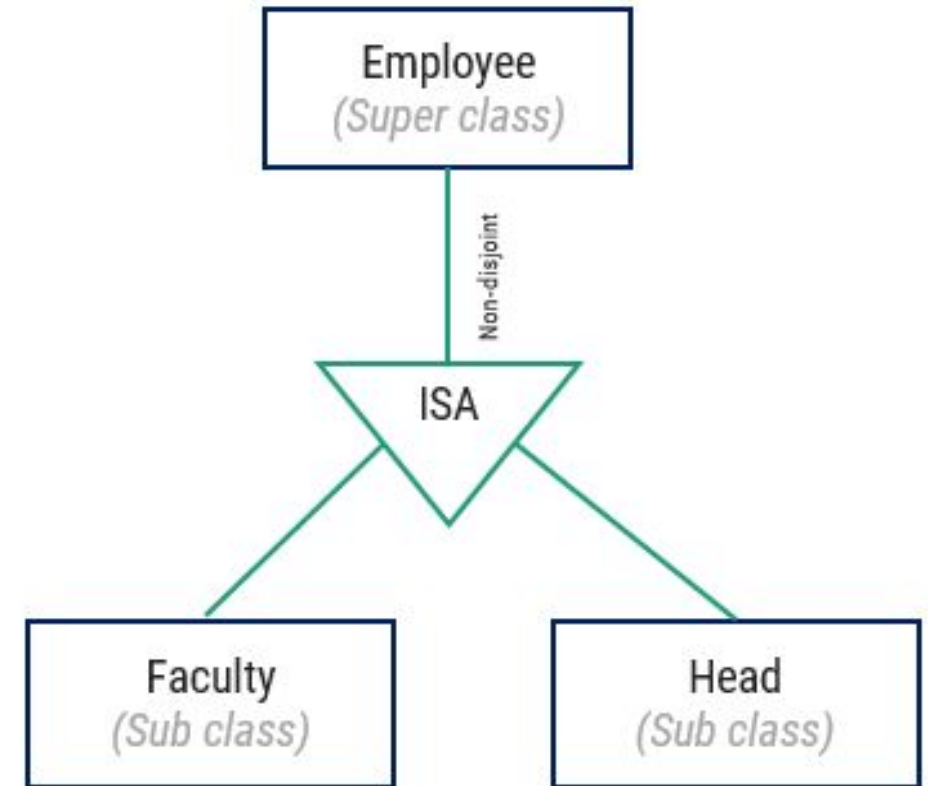 Employee
(Super class)
Non-disjoint
ISA
Faculty
(Sub class)
Head
(Sub class)